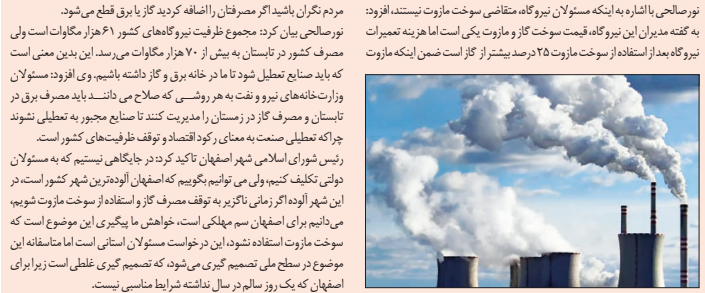 نورصالحی با اشاره به اینکه مسئولان نیروگاه، متقاضی سوخت مازوت نیستند، افزود:
به گفته مدیران این نیروگاه، قیمت سوخت گاز و مازوت یکی است اما هزینه تعمیرات
نیروگاه بعد از استفاده از سوخت مازوت ۲۵ درصد بیشتر از گاز است ضمن اینکه مازوت
مردم نگران باشید اگر مصرفتان را اضافه کردید گاز یا برق قطع می‌شود.
نورصالحی بیان کرد: مجموع ظرفیت نیروگاه‌های کشور ۶۱ هزار مگاوات است ولی
مصرف کشور در تابستان به بیش از ۷۰ هزار مگاوات می‌رسد. این بدین معنی است
که باید صنایع تعطیل شود تا ما در خانه برق و گاز داشته باشیم. وی افزود: مسئولان
وزارت‌خانه‌های نیرو و نفت به هر روشی که صلاح می دانند باید مصرف برق در
تابستان و مصرف گاز در زمستان را مدیریت کنند تا صنایع مجبور به تعطیلی نشوند
چراکه تعطیلی صنعت به معنای رکود اقتصاد و توقف ظرفیت‌های کشور است.
رئیس شورای اسلامی شهر اصفهان تاکید کرد: در جایگاهی نیستیم که به مسئولان
دولتی تکلیف کنیم، ولی می توانیم بگوییم که اصفهان آلوده‌ترین شهر کشور است، در
این شهر آلوده اگر زمانی ناگزیر به توقف مصرف گاز و استفاده از سوخت مازوت شویم،
می‌دانیم برای اصفهان سم مهلکی است، خواهش ما پیگیری این موضوع است که
سوخت مازوت استفاده نشود، این درخواست مسئولان استانی است اما متاسفانه این
موضوع در سطح ملی تصمیم گیری می‌شود، که تصمیم گیری غلطی است زیرا برای
اصفهان که یک روز سالم در سال نداشته شرایط مناسبی نیست.